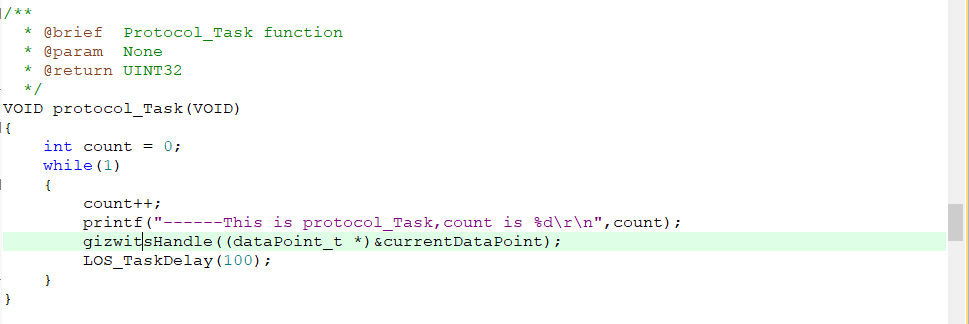 /**
  * @brief  Protocol_Task function
  * @param  None
  * @return UINT32
  */
VOID protocol_Task(VOID)
{
    int count = 0;
    while(1)
    {
        count++;
        printf("------This is protocol_Task,count is %d\r\n",count);
        gizwitsHandle((dataPoint_t *)&currentDataPoint);
        LOS_TaskDelay(100);
    }
}